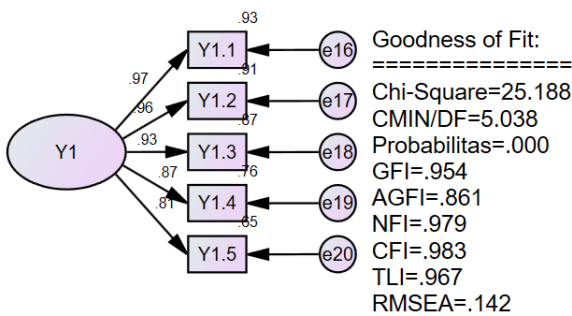 .93
Y1.1
e16
.97
.91
Y1.2
e17
.96
.87
Y1
.93
Y1.3
e18
.76
.87
Y1.4
e19
.81
.65
Y1.5
e20
Goodness of Fit:
===============
Chi-Square=25.188
CMIN/DF=5.038
Probabilitas=.000
GFI=.954
AGFI=.861
NFI=.979
CFI=.983
TLI=.967
RMSEA=.142